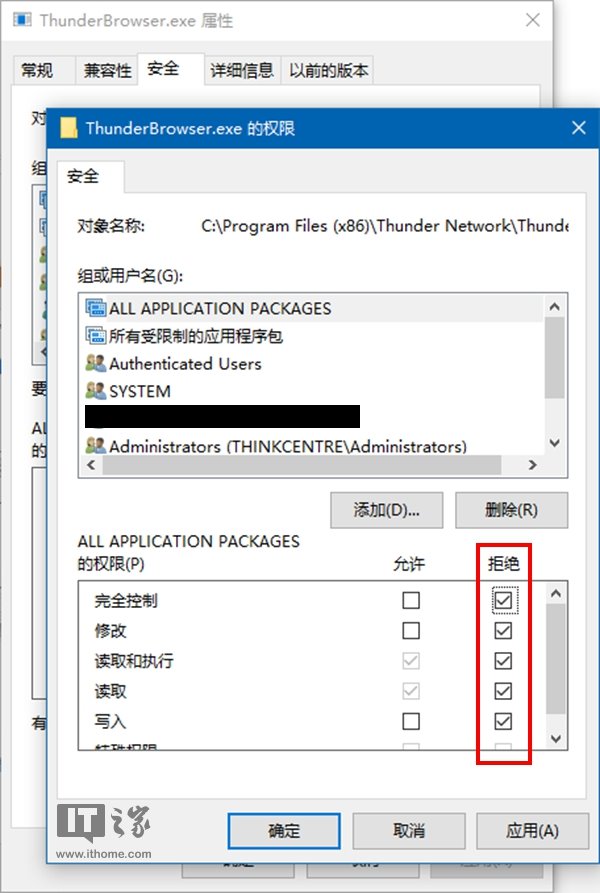 ThunderBrowser.exe 属性
常规 兼容性 安全 详细信息 以前的版本
对
ThunderBrowser.exe 的权限
安全
组
对象名称: C:\Program Files (x86)\Thunder Network\Thunde
组或用户名(G):
ALL APPLICATION PACKAGES
所有受限制的应用程序包
Authenticated Users
SYSTEM
要
AL
的
Administrators (THINKCENTRE\Administrators)
添加(D)... 删除(R)
ALL APPLICATION PACKAGES
的权限(P) 允许 拒绝
完全控制
修改
读取和执行
读取
写入
有
特殊权限
确定 取消 应用(A)
IT之家
www.ithome.com